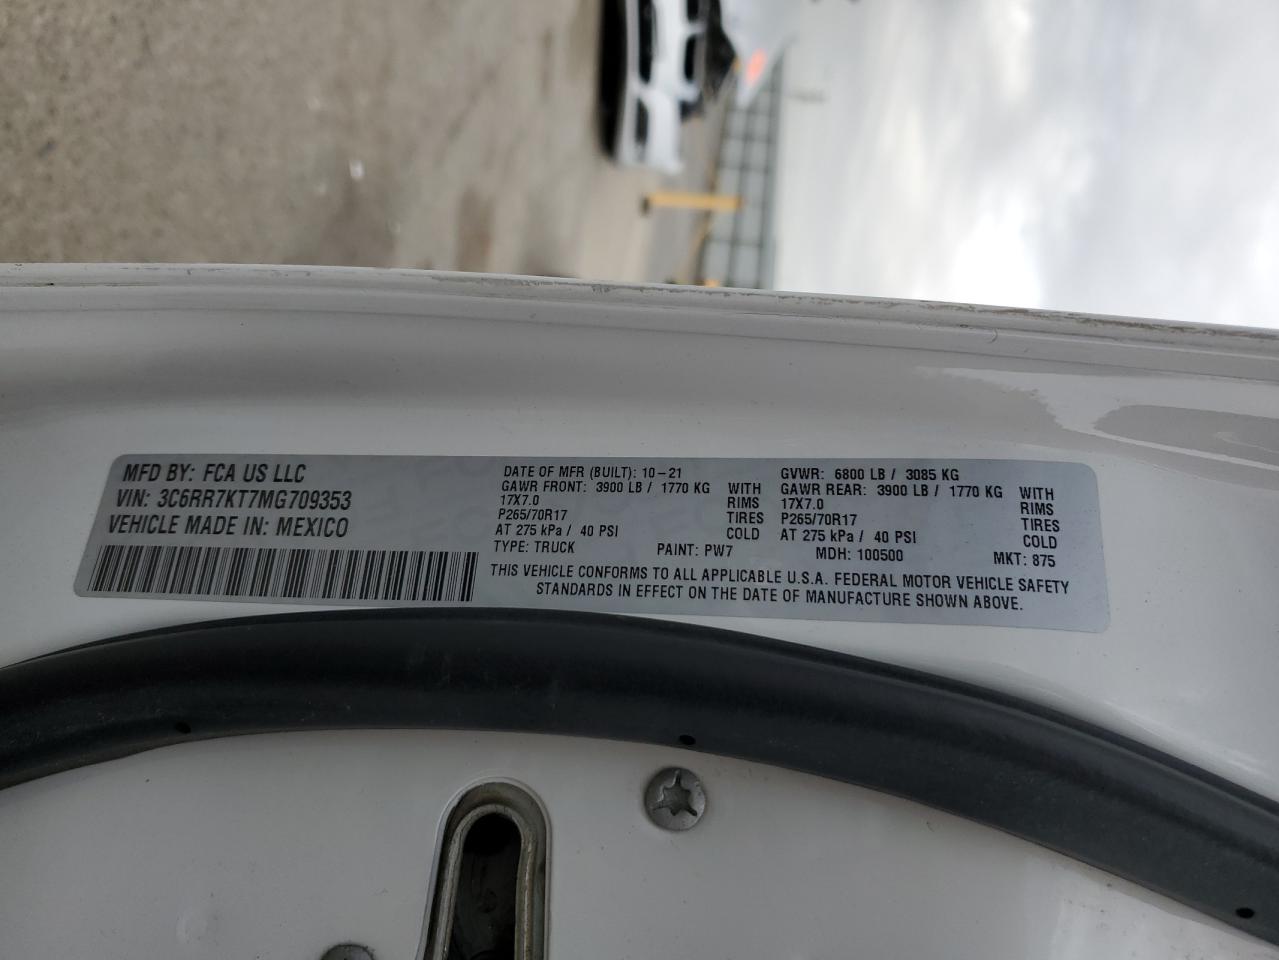 MFD BY: FCA US LLC
VIN: 3C6RR7KT7MG709353
VEHICLE MADE IN: MEXICO
DATE OF MFR (BUILT): 10-21
GAWR FRONT: 3900 LB / 1770 KG WITH
17X7.0 RIMS
P265/70R17 TIRES
AT 275 kPa / 40 PSI COLD
TYPE: TRUCK PAINT: PW7
GVWR: 6800 LB / 3085 KG
GAWR REAR: 3900 LB / 1770 KG WITH
17X7.0 RIMS
P265/70R17 TIRES
AT 275 kPa / 40 PSI COLD
MDH: 100500 MKT: 875
THIS VEHICLE CONFORMS TO ALL APPLICABLE U.S.A. FEDERAL MOTOR VEHICLE SAFETY
STANDARDS IN EFFECT ON THE DATE OF MANUFACTURE SHOWN ABOVE.